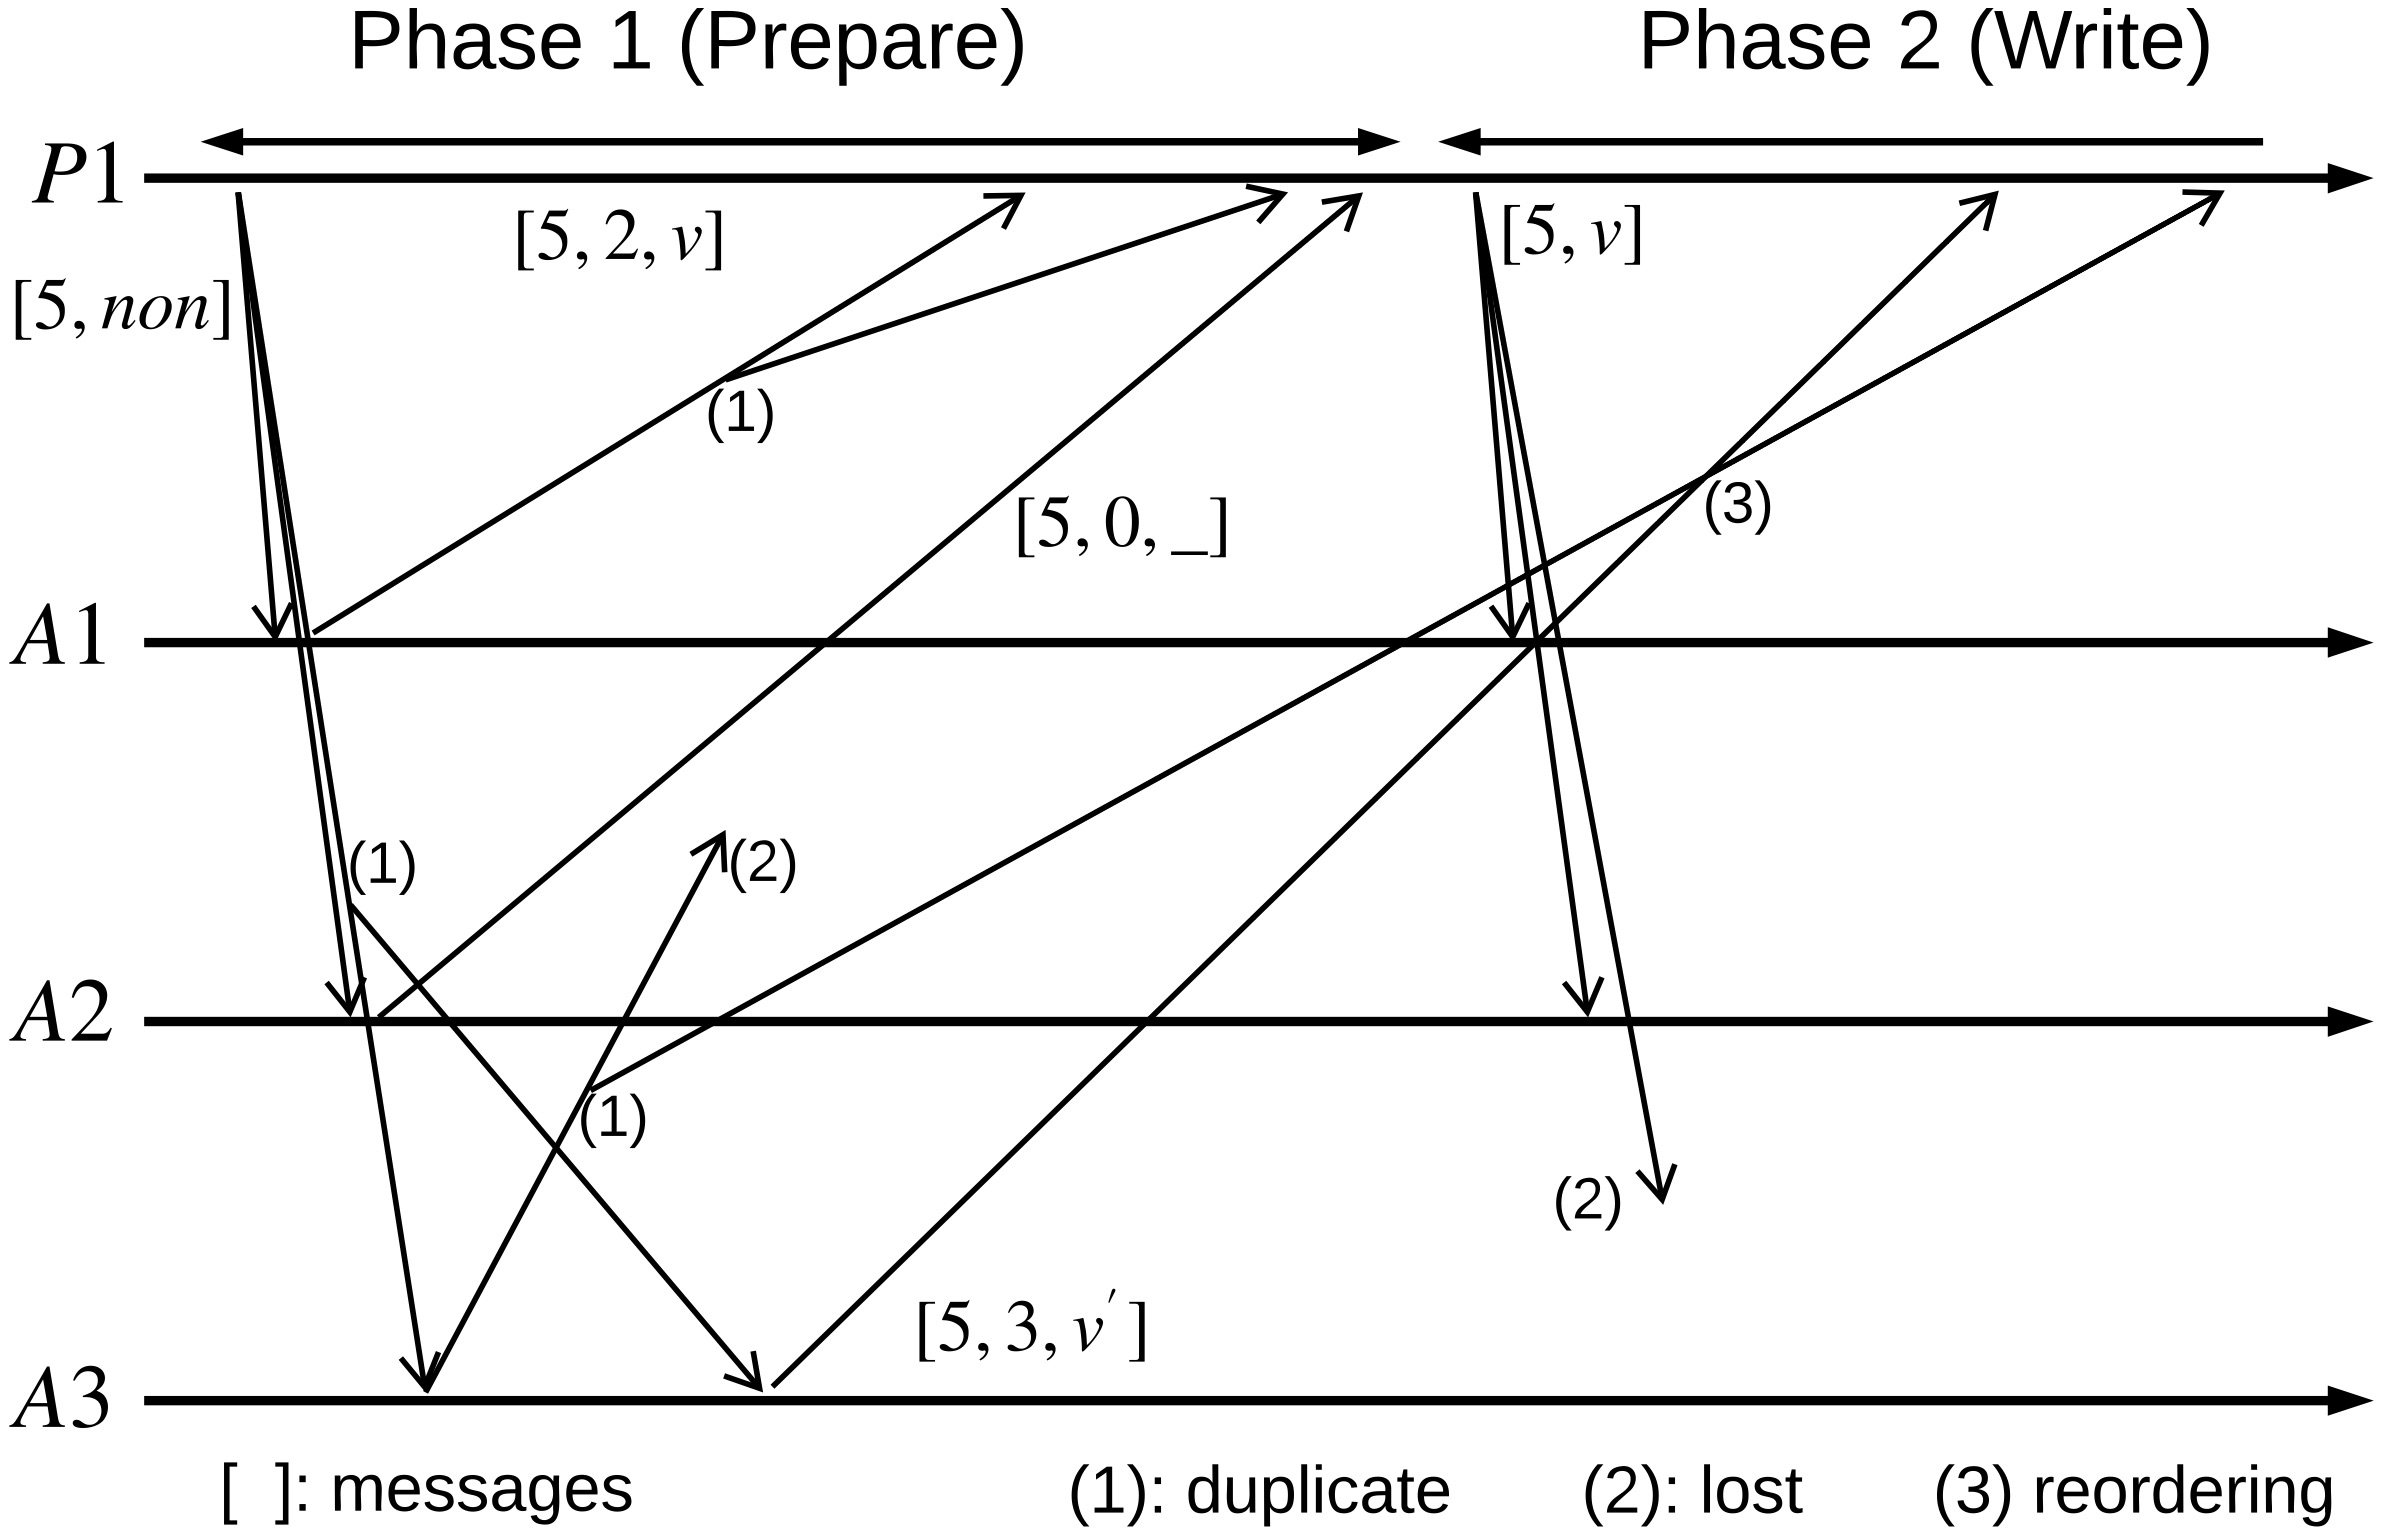 Phase 1 (Prepare) Phase 2 (Write)
P1
[5, 2, v] [5, v]
[5, non]
(1)
[5, 0, _] (3)
A1
(1) (2)
A2
(1)
(2)
[5, 3, v′]
A3
[ ]: messages (1): duplicate (2): lost (3) reordering